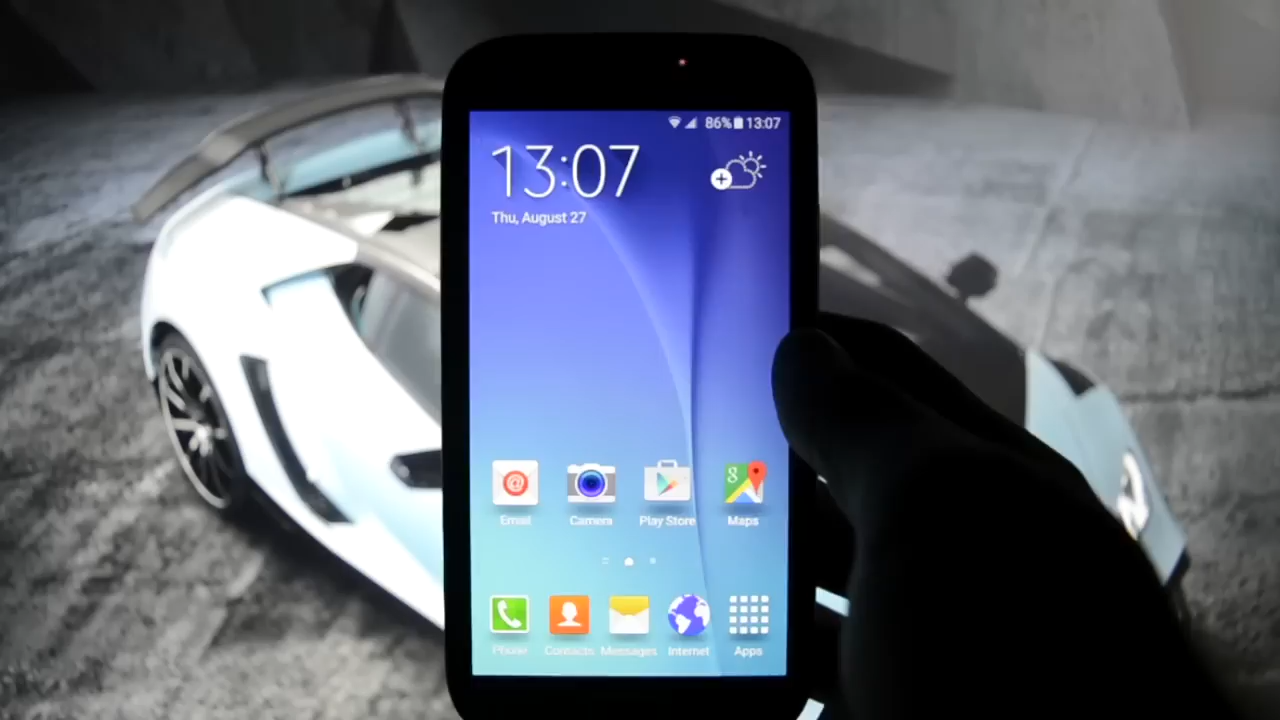 86% 13:07
13:07
Thu, August 27
Email Camera Play Store Maps
Phone Contacts Messages Internet Apps